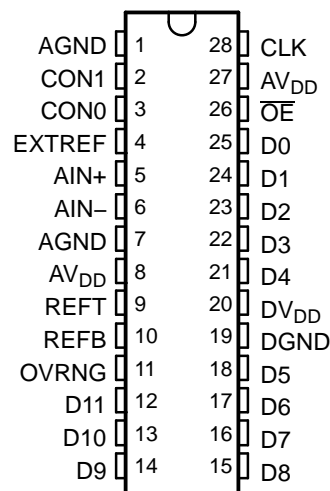 AGND 1 28 CLK
CON1 2 27 AVDD
CON0 3 26 OE
EXTREF 4 25 D0
AIN+ 5 24 D1
AIN– 6 23 D2
AGND 7 22 D3
AVDD 8 21 D4
REFT 9 20 DVDD
REFB 10 19 DGND
OVRNG 11 18 D5
D11 12 17 D6
D10 13 16 D7
D9 14 15 D8